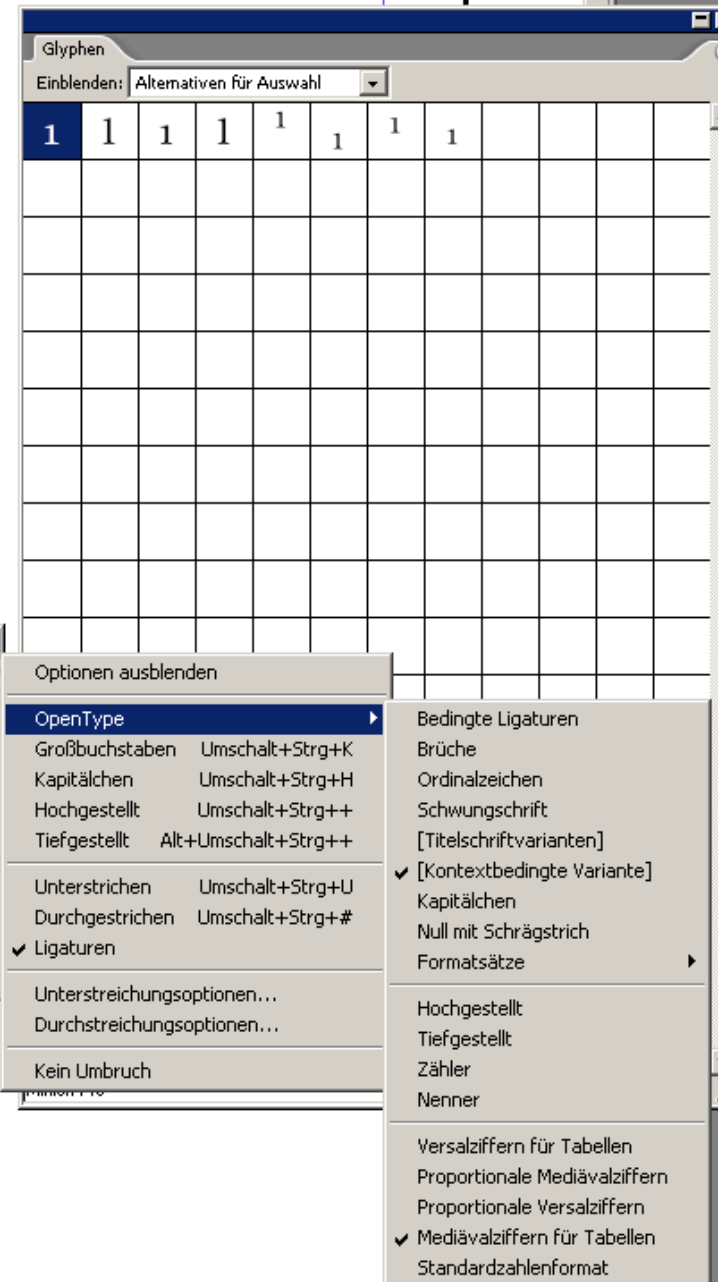 Glyphen
Einblenden: Alternativen für Auswahl
1 1 1 1 1 1 1 1
Optionen ausblenden
OpenType
Großbuchstaben Umschalt+Strg+K
Kapitälchen Umschalt+Strg+H
Hochgestellt Umschalt+Strg++
Tiefgestellt Alt+Umschalt+Strg++
Unterstrichen Umschalt+Strg+U
Durchgestrichen Umschalt+Strg+#
Ligaturen
Unterstreichungsoptionen...
Durchstreichungsoptionen...
Kein Umbruch
Bedingte Ligaturen
Brüche
Ordinalzeichen
Schwungschrift
[Titelschriftvarianten]
[Kontextbedingte Variante]
Kapitälchen
Null mit Schrägstrich
Formatsätze
Hochgestellt
Tiefgestellt
Zähler
Nenner
Versalziffern für Tabellen
Proportionale Mediävalziffern
Proportionale Versalziffern
Mediävalziffern für Tabellen
Standardzahlenformat